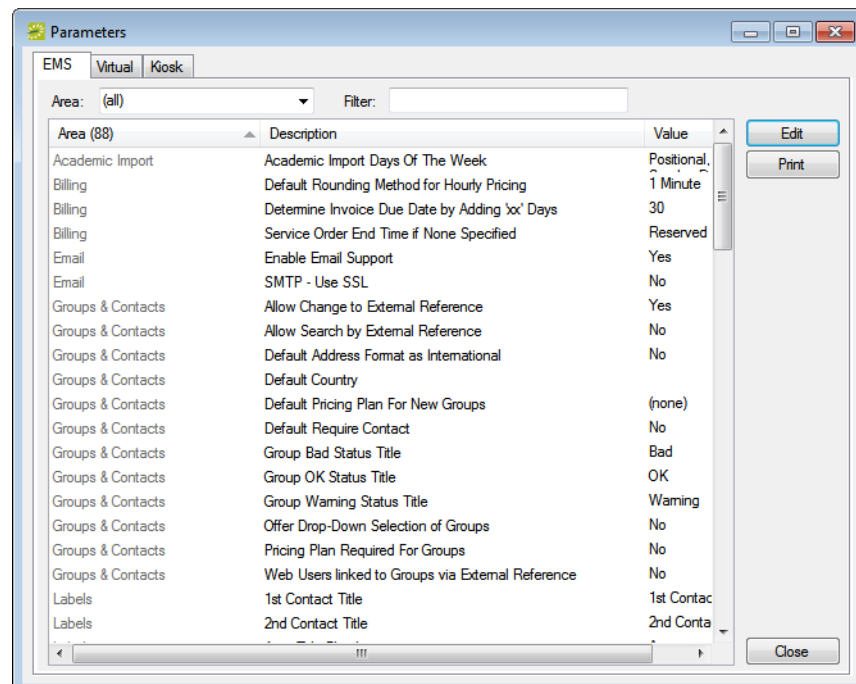 Parameters
EMS Virtual Kiosk
Area: (all) Filter:
Area (88) Description Value Edit
Academic Import Academic Import Days Of The Week Positional, Print
Billing Default Rounding Method for Hourly Pricing 1 Minute
Billing Determine Invoice Due Date by Adding 'xx' Days 30
Billing Service Order End Time if None Specified Reserved
Email Enable Email Support Yes
Email SMTP - Use SSL No
Groups & Contacts Allow Change to External Reference Yes
Groups & Contacts Allow Search by External Reference No
Groups & Contacts Default Address Format as International No
Groups & Contacts Default Country
Groups & Contacts Default Pricing Plan For New Groups (none)
Groups & Contacts Default Require Contact No
Groups & Contacts Group Bad Status Title Bad
Groups & Contacts Group OK Status Title OK
Groups & Contacts Group Warning Status Title Warning
Groups & Contacts Offer Drop-Down Selection of Groups No
Groups & Contacts Pricing Plan Required For Groups No
Groups & Contacts Web Users linked to Groups via External Reference No
Labels 1st Contact Title 1st Contac
Labels 2nd Contact Title 2nd Conta
Close